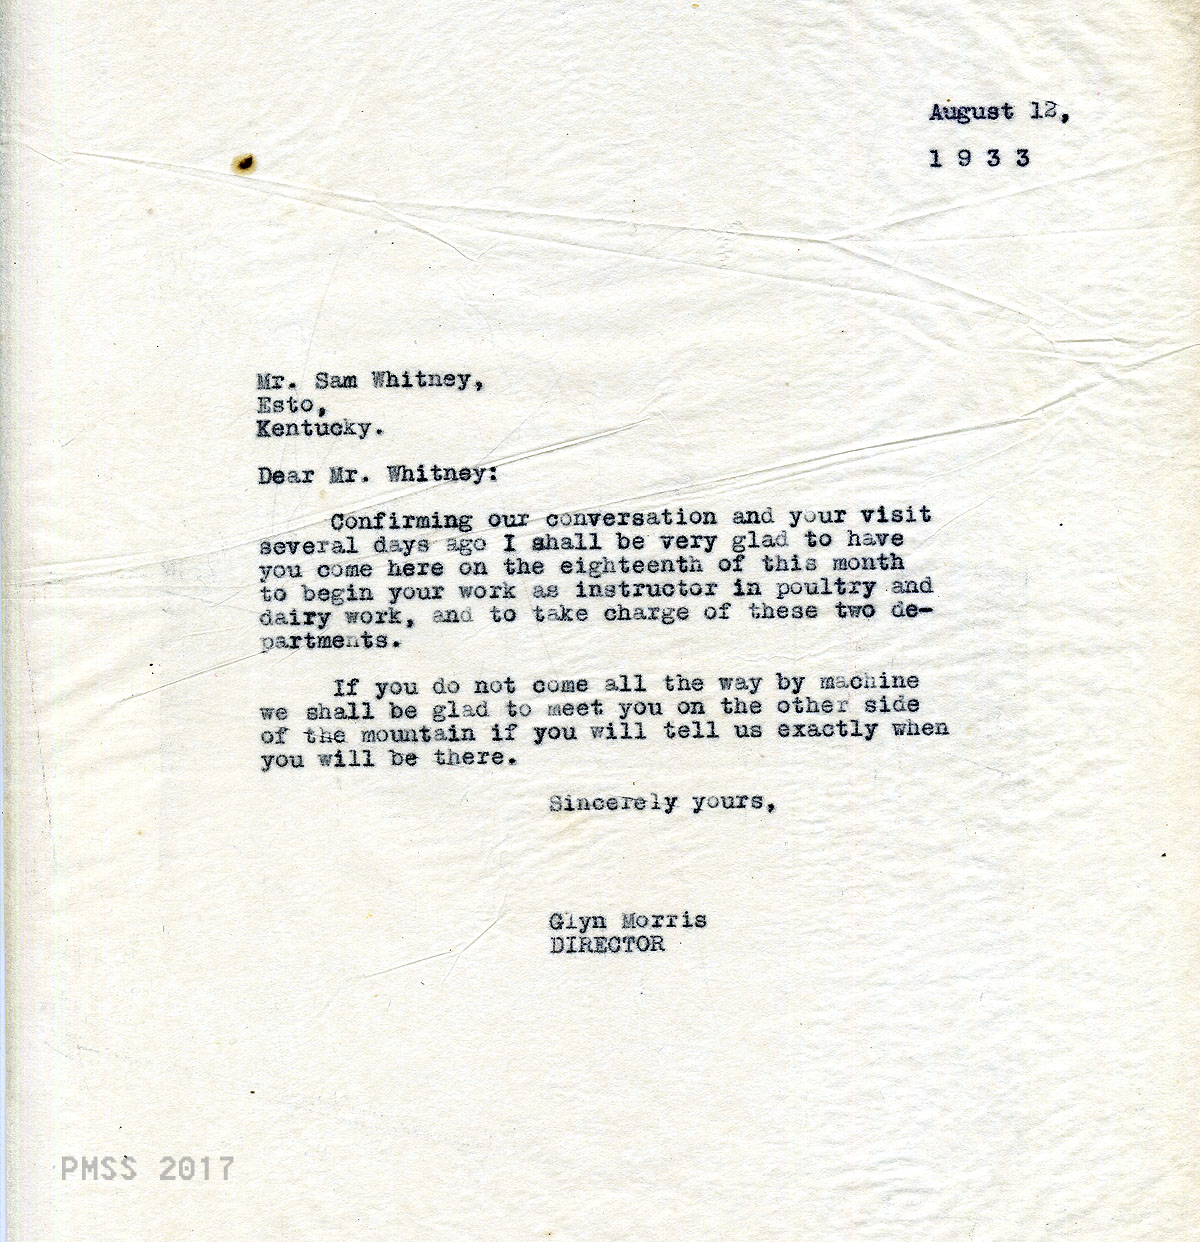 August 12,
1 9 3 3
Mr. Sam Whitney,
Esto,
Kentucky.
Dear Mr. Whitney:
Confirming our conversation and your visit
several days ago I shall be very glad to have
you come here on the eighteenth of this month
to begin your work as instructor in poultry and
dairy work, and to take charge of these two de-
partments.
If you do not come all the way by machine
we shall be glad to meet you on the other side
of the mountain if you will tell us exactly when
you will be there.
Sincerely yours,
Glyn Morris
DIRECTOR
PMSS 2017